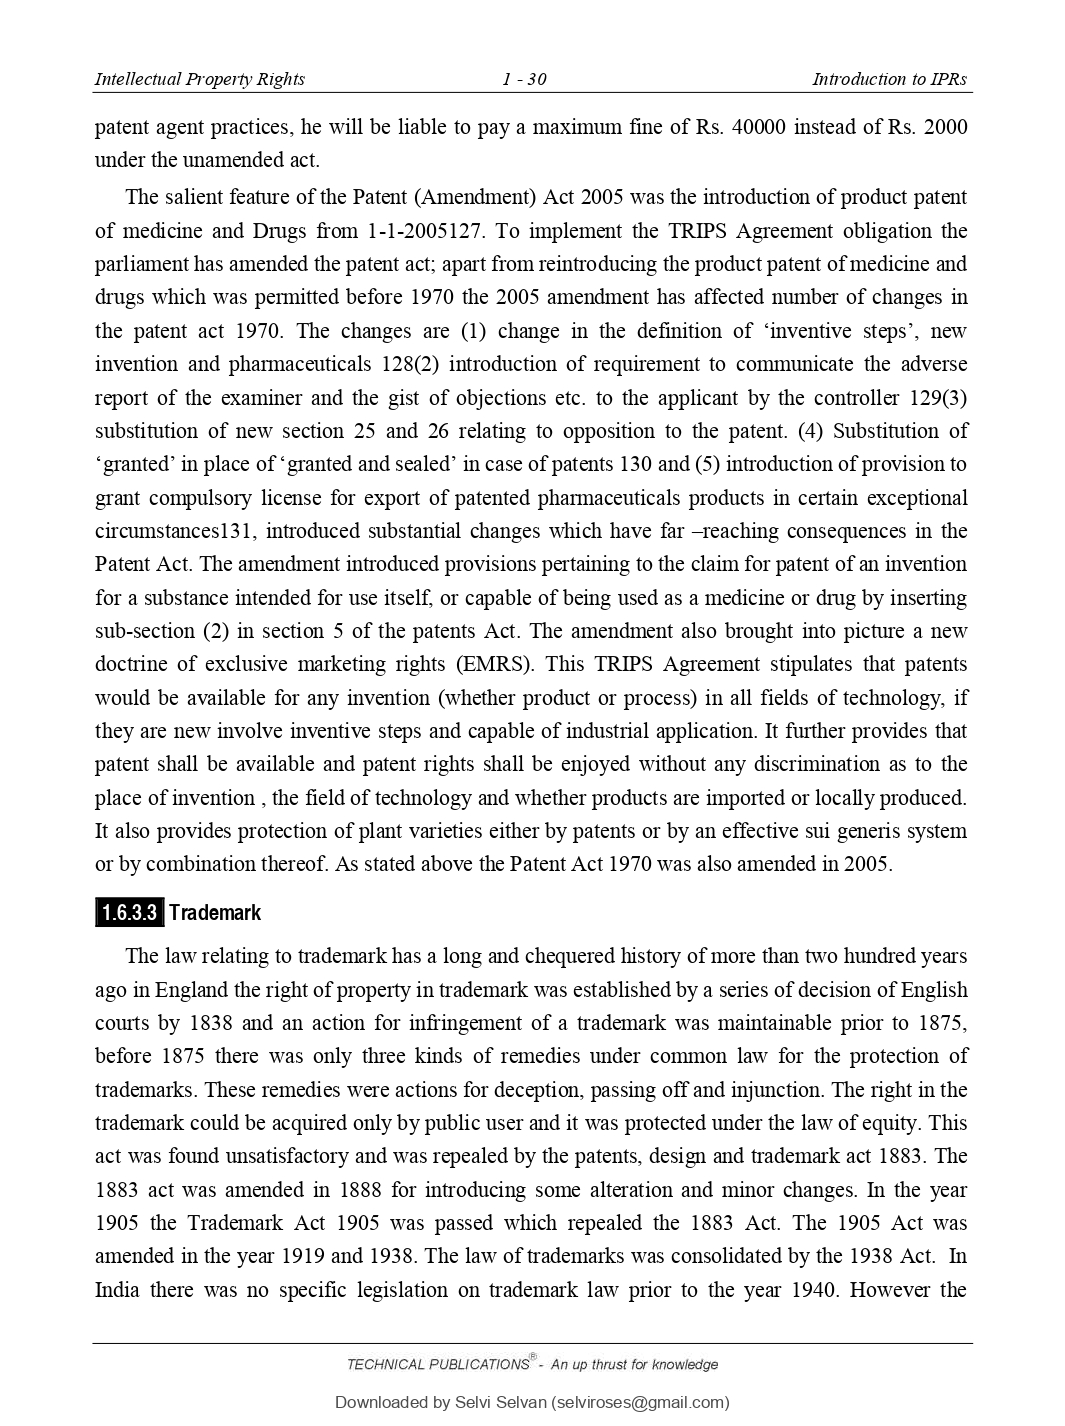 Intellectual Property Rights 1 - 30 Introduction to IPRs
patent agent practices, he will be liable to pay a maximum fine of Rs. 40000 instead of Rs. 2000
under the unamended act.
The salient feature of the Patent (Amendment) Act 2005 was the introduction of product patent
of medicine and Drugs from 1-1-2005127. To implement the TRIPS Agreement obligation the
parliament has amended the patent act; apart from reintroducing the product patent of medicine and
drugs which was permitted before 1970 the 2005 amendment has affected number of changes in
the patent act 1970. The changes are (1) change in the definition of ‘inventive steps’, new
invention and pharmaceuticals 128(2) introduction of requirement to communicate the adverse
report of the examiner and the gist of objections etc. to the applicant by the controller 129(3)
substitution of new section 25 and 26 relating to opposition to the patent. (4) Substitution of
‘granted’ in place of ‘granted and sealed’ in case of patents 130 and (5) introduction of provision to
grant compulsory license for export of patented pharmaceuticals products in certain exceptional
circumstances131, introduced substantial changes which have far –reaching consequences in the
Patent Act. The amendment introduced provisions pertaining to the claim for patent of an invention
for a substance intended for use itself, or capable of being used as a medicine or drug by inserting
sub-section (2) in section 5 of the patents Act. The amendment also brought into picture a new
doctrine of exclusive marketing rights (EMRS). This TRIPS Agreement stipulates that patents
would be available for any invention (whether product or process) in all fields of technology, if
they are new involve inventive steps and capable of industrial application. It further provides that
patent shall be available and patent rights shall be enjoyed without any discrimination as to the
place of invention , the field of technology and whether products are imported or locally produced.
It also provides protection of plant varieties either by patents or by an effective sui generis system
or by combination thereof. As stated above the Patent Act 1970 was also amended in 2005.
1.6.3.3 Trademark
The law relating to trademark has a long and chequered history of more than two hundred years
ago in England the right of property in trademark was established by a series of decision of English
courts by 1838 and an action for infringement of a trademark was maintainable prior to 1875,
before 1875 there was only three kinds of remedies under common law for the protection of
trademarks. These remedies were actions for deception, passing off and injunction. The right in the
trademark could be acquired only by public user and it was protected under the law of equity. This
act was found unsatisfactory and was repealed by the patents, design and trademark act 1883. The
1883 act was amended in 1888 for introducing some alteration and minor changes. In the year
1905 the Trademark Act 1905 was passed which repealed the 1883 Act. The 1905 Act was
amended in the year 1919 and 1938. The law of trademarks was consolidated by the 1938 Act. In
India there was no specific legislation on trademark law prior to the year 1940. However the
TECHNICAL PUBLICATIONS® - An up thrust for knowledge
Downloaded by Selvi Selvan (selviroses@gmail.com)